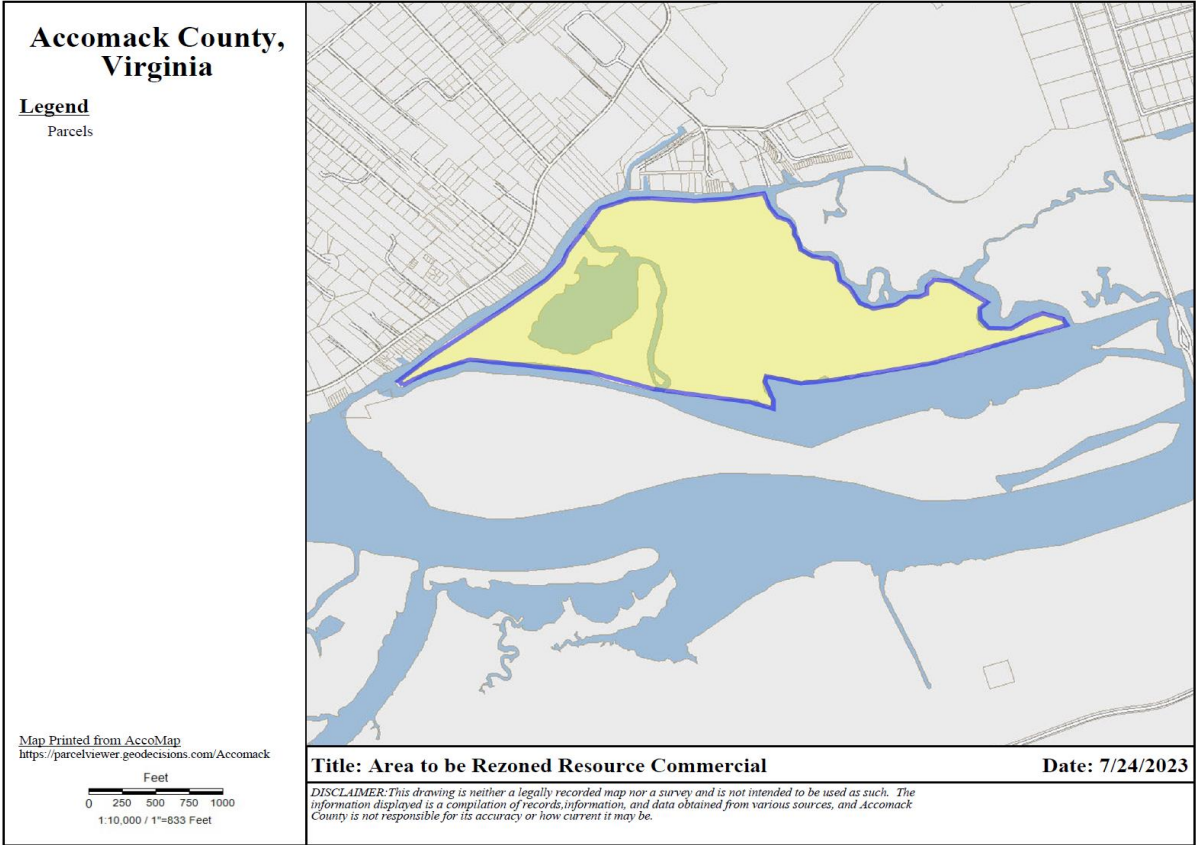 Accomack County,
Virginia
Legend
Parcels
Map Printed from AccoMap
https://parcelviewer.geodecisions.com/Accomack
Feet
0 250 500 750 1000
1:10,000 / 1"=833 Feet
Title: Area to be Rezoned Resource Commercial
Date: 7/24/2023
DISCLAIMER:This drawing is neither a legally recorded map nor a survey and is not intended to be used as such. The
information displayed is a compilation of records,information, and data obtained from various sources, and Accomack
County is not responsible for its accuracy or how current it may be.